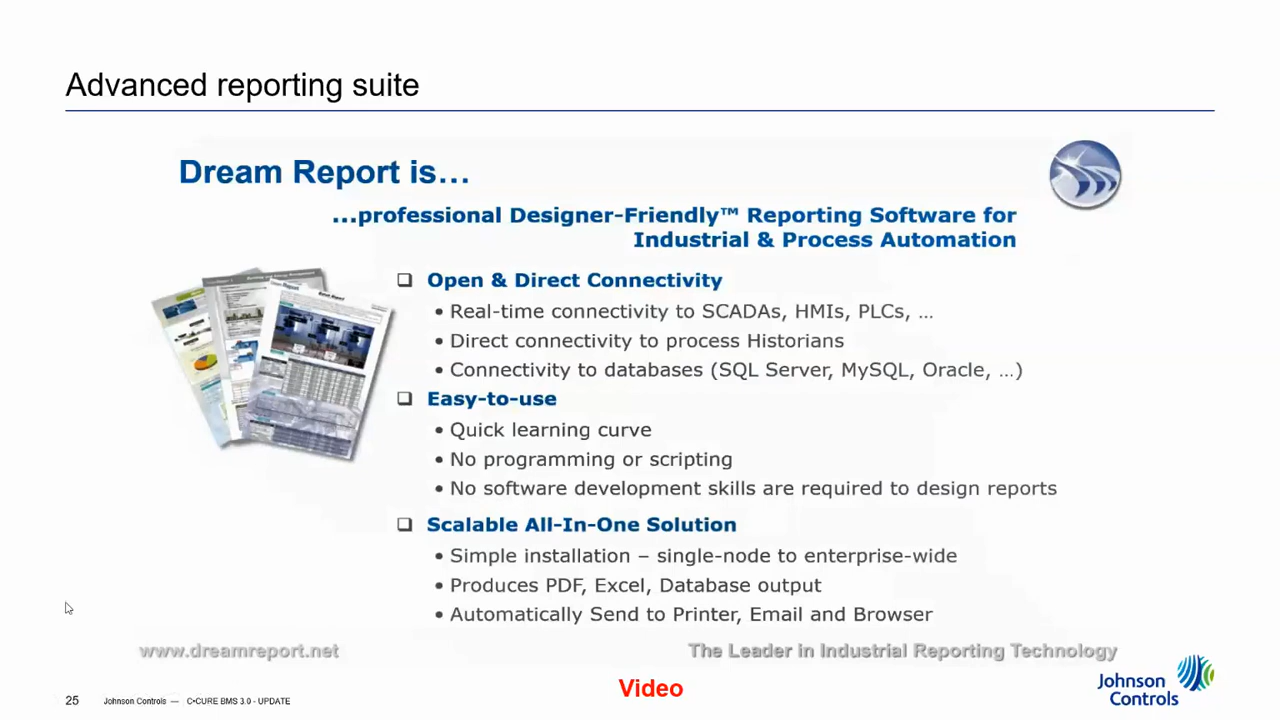 Advanced reporting suite
Dream Report is...
...professional Designer-Friendly™ Reporting Software for
Industrial & Process Automation
❑ Open & Direct Connectivity
• Real-time connectivity to SCADAs, HMIs, PLCs, ...
• Direct connectivity to process Historians
• Connectivity to databases (SQL Server, MySQL, Oracle, ...)
❑ Easy-to-use
• Quick learning curve
• No programming or scripting
• No software development skills are required to design reports
❑ Scalable All-In-One Solution
• Simple installation – single-node to enterprise-wide
• Produces PDF, Excel, Database output
• Automatically Send to Printer, Email and Browser
www.dreamreport.net
The Leader in Industrial Reporting Technology
Video
25
Johnson Controls — C•CURE BMS 3.0 - UPDATE
Johnson
Controls